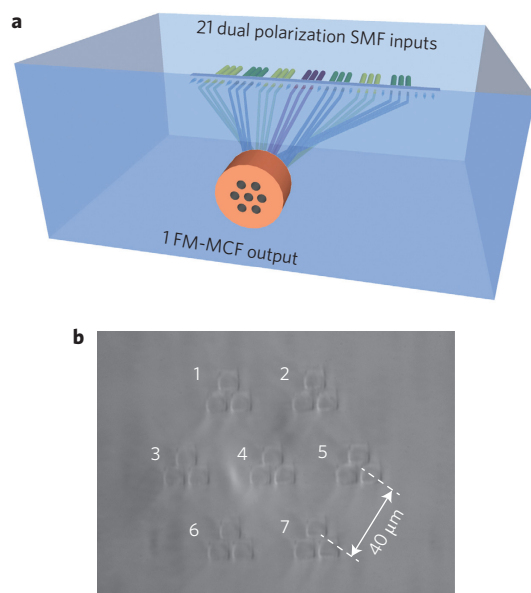 a
21 dual polarization SMF inputs
1 FM-MCF output
b
1 2
3 4 5
6 7
40 μm